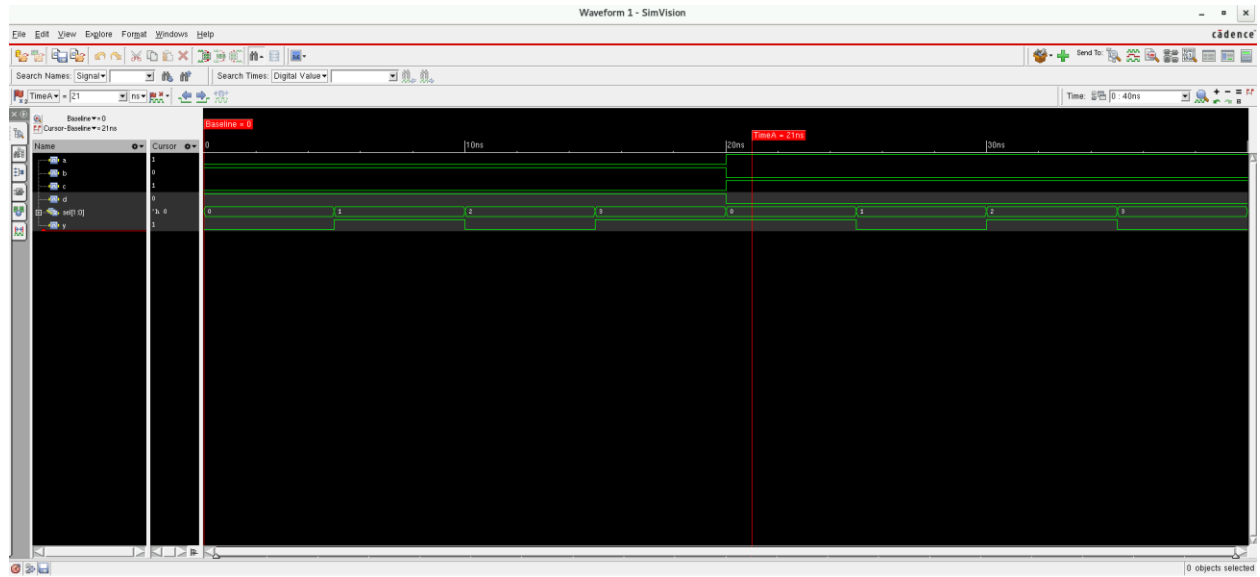 Waveform 1 - SimVision
File Edit View Explore Format Windows Help
cādence
Send To:
Search Names: Signal
Search Times: Digital Value
TimeA = 21 ns
Time: 0 : 40ns
Baseline = 0
Cursor-Baseline = 21ns
Baseline = 0
TimeA = 21ns
Name Cursor 0 10ns 20ns 30ns
a 1
b 0
c 1
d 0
sel[1:0] 'h 0 0 1 2 3 0 1 2 3
y 1
0 objects selected